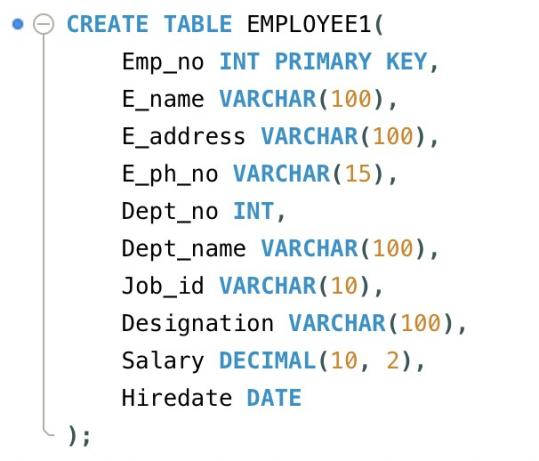 CREATE TABLE EMPLOYEE1(
    Emp_no INT PRIMARY KEY,
    E_name VARCHAR(100),
    E_address VARCHAR(100),
    E_ph_no VARCHAR(15),
    Dept_no INT,
    Dept_name VARCHAR(100),
    Job_id VARCHAR(10),
    Designation VARCHAR(100),
    Salary DECIMAL(10, 2),
    Hiredate DATE
);